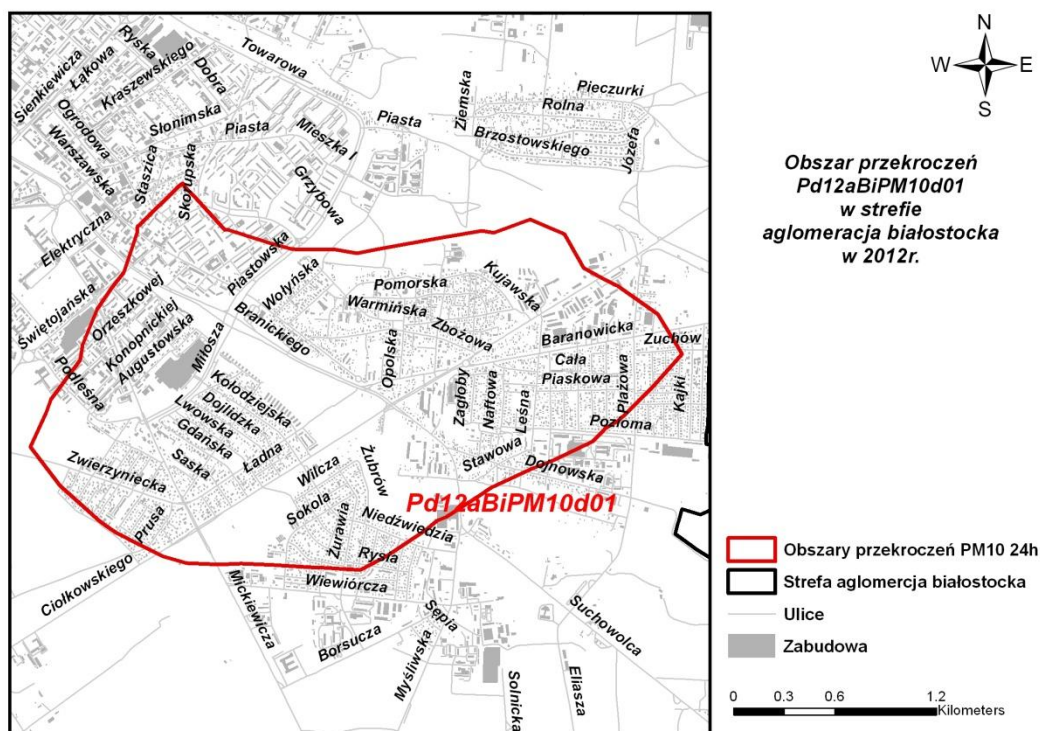 Ryska
Towarowa
Sienkiewicza
Łąkowa
Kraszewskiego
Dobra
Ziemska
Pieczurki
Rolna
Ogrodowa
Słonimska
Piasta
Mieszka I
Piasta
Brzostowskiego
Józefa
Warszawska
Staszica
Skorupska
Grzybowa
Elektryczna
Piastowska
Wołyńska
Kujawska
Pomorska
Świętojańska
Orzeszkowej
Branickiego
Warmińska
Zbożowa
Konopnickiej
Augustowska
Miłosza
Baranowicka
Zuchów
Opolska
Cała
Podleśna
Piaskowa
Zagłoby
Naftowa
Leśna
Plażowa
Kajki
Kołodziejska
Dojlidzka
Lwowska
Gdańska
Pozioma
Saska
Ładna
Stawowa
Zwierzyniecka
Wilcza
Żubrów
Dojnowska
Sokola
Pd12aBiPM10d01
Prusa
Żurawia
Niedźwiedzia
Rysia
Ciołkowskiego
Mickiewicza
Wiewiórcza
Borsucza
Sępia
Suchowolca
Myśliwska
Solnicka
Eliasza
N
W
E
S
Obszar przekroczeń
Pd12aBiPM10d01
w strefie
aglomeracja białostocka
w 2012r.
Obszary przekroczeń PM10 24h
Strefa aglomercja białostocka
Ulice
Zabudowa
0 0.3 0.6 1.2
Kilometers